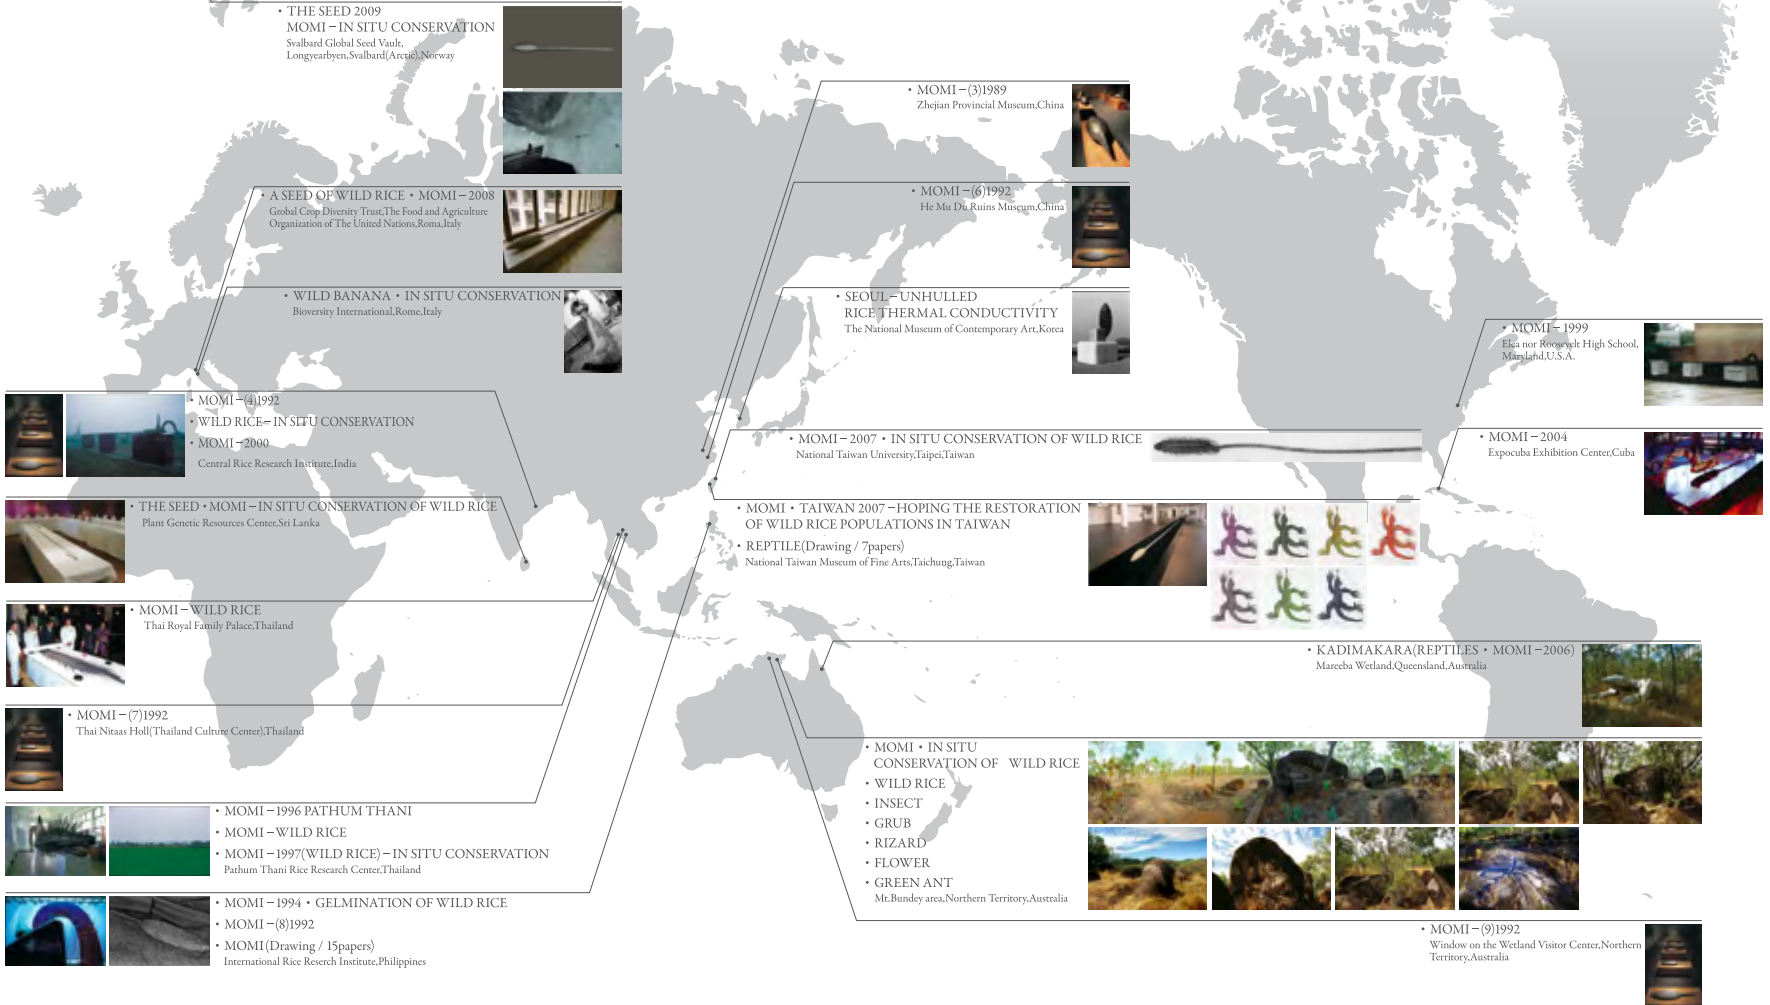 • THE SEED 2009
MOMI－IN SITU CONSERVATION
Svalbard Global Seed Vault,
Longyearbyen,Svalbard(Arctic),Norway
• A SEED OF WILD RICE • MOMI－2008
Grobal Crop Diversity Trust,The Food and Agriculture
Organization of The United Nations,Roma,Italy
• WILD BANANA • IN SITU CONSERVATION
Bioversity International,Rome,Italy
• MOMI－(4)1992
• WILD RICE－IN SITU CONSERVATION
• MOMI－2000
Central Rice Research Institute,India
• THE SEED • MOMI－IN SITU CONSERVATION OF WILD RICE
Plant Genetic Resources Center,Sri Lanka
• MOMI－WILD RICE
Thai Royal Family Palace,Thailand
• MOMI－(7)1992
Thai Nitaas Holl(Thailand Culture Center),Thailand
• MOMI－1996 PATHUM THANI
• MOMI－WILD RICE
• MOMI－1997(WILD RICE)－IN SITU CONSERVATION
Pathum Thani Rice Research Center,Thailand
• MOMI－1994 • GELMINATION OF WILD RICE
• MOMI－(8)1992
• MOMI(Drawing / 15papers)
International Rice Reserch Institute,Philippines
• MOMI－(3)1989
Zhejian Provincial Museum,China
• MOMI－(6)1992
He Mu Du Ruins Museum,China
• SEOUL－UNHULLED
RICE THERMAL CONDUCTIVITY
The National Museum of Contemporary Art,Korea
• MOMI－2007 • IN SITU CONSERVATION OF WILD RICE
National Taiwan University,Taipei,Taiwan
• MOMI • TAIWAN 2007－HOPING THE RESTORATION
OF WILD RICE POPULATIONS IN TAIWAN
• REPTILE(Drawing / 7papers)
National Taiwan Museum of Fine Arts,Taichung,Taiwan
• MOMI－1999
Elea nor Roosevelt High School,
Maryland,U.S.A.
• MOMI－2004
Expocuba Exhibition Center,Cuba
• KADIMAKARA(REPTILES • MOMI－2006)
Mareeba Wetland,Queensland,Australia
• MOMI • IN SITU
CONSERVATION OF WILD RICE
• WILD RICE
• INSECT
• GRUB
• RIZARD
• FLOWER
• GREEN ANT
Mt.Bundey area,Northern Territory,Australia
• MOMI－(9)1992
Window on the Wetland Visitor Center,Northern
Territory,Australia